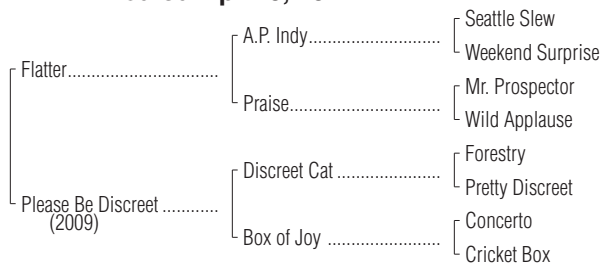 Seattle Slew
A.P. Indy
Weekend Surprise
Flatter
Mr. Prospector
Praise
Wild Applause
Forestry
Discreet Cat
Pretty Discreet
Please Be Discreet
(2009)
Concerto
Box of Joy
Cricket Box